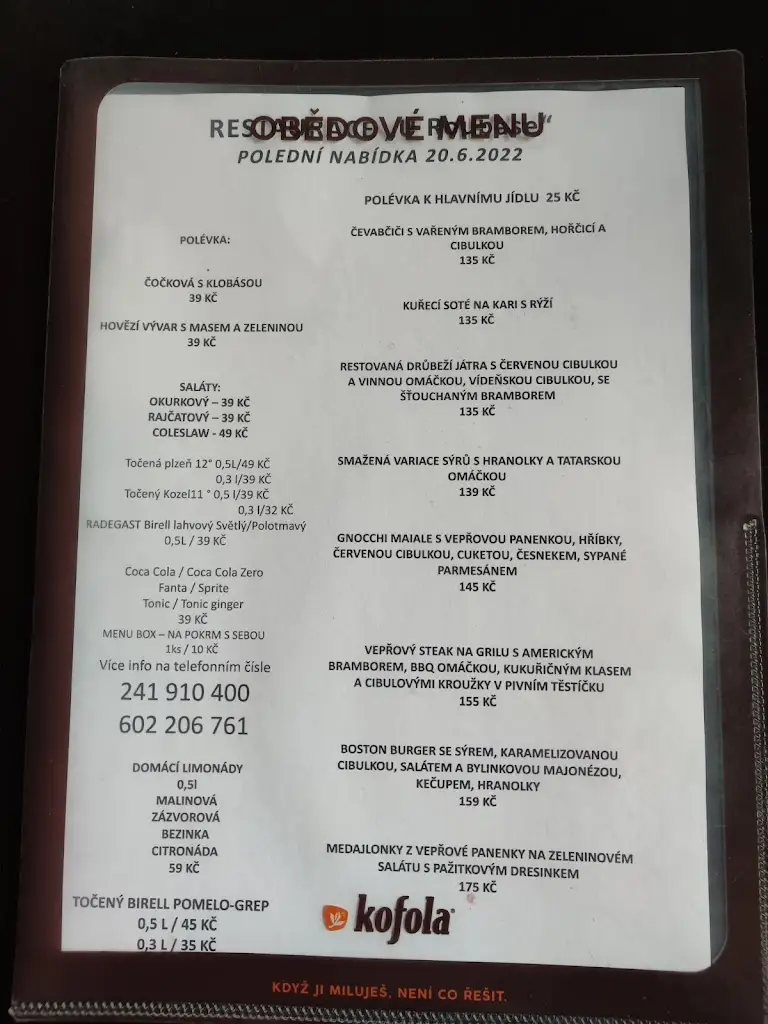 OBĚDOVÉ MENU
POLEDNÍ NABÍDKA 20.6.2022
POLÉVKA:
ČOČKOVÁ S KLOBÁSOU
39 KČ
HOVĚZÍ VÝVAR S MASEM A ZELENINOU
39 KČ
SALÁTY:
OKURKOVÝ – 39 KČ
RAJČATOVÝ – 39 KČ
COLESLAW - 49 KČ
Točená plzeň 12° 0,5L/49 KČ
0,3 l/39 KČ
Točený Kozel11 ° 0,5 l/39 KČ
0,3 l/32 KČ
RADEGAST Birell lahvový Světlý/Polotmavý
0,5L / 39 KČ
Coca Cola / Coca Cola Zero
Fanta / Sprite
Tonic / Tonic ginger
39 KČ
MENU BOX – NA POKRM S SEBOU
1ks / 10 KČ
Více info na telefonním čísle
241 910 400
602 206 761
DOMÁCÍ LIMONÁDY
0,5l
MALINOVÁ
ZÁZVOROVÁ
BEZINKA
CITRONÁDA
59 KČ
TOČENÝ BIRELL POMELO-GREP
0,5 L / 45 KČ
0,3 L / 35 KČ
POLÉVKA K HLAVNÍMU JÍDLU 25 KČ
ČEVABČIČI S VAŘENÝM BRAMBOREM, HOŘČICÍ A
CIBULKOU
135 KČ
KUŘECÍ SOTÉ NA KARI S RÝŽÍ
135 KČ
RESTOVANÁ DRŮBEŽÍ JÁTRA S ČERVENOU CIBULKOU
A VINNOU OMÁČKOU, VÍDEŇSKOU CIBULKOU, SE
ŠŤOUCHANÝM BRAMBOREM
135 KČ
SMAŽENÁ VARIACE SÝRŮ S HRANOLKY A TATARSKOU
OMÁČKOU
139 KČ
GNOCCHI MAIALE S VEPŘOVOU PANENKOU, HŘÍBKY,
ČERVENOU CIBULKOU, CUKETOU, ČESNEKEM, SYPANÉ
PARMESÁNEM
145 KČ
VEPŘOVÝ STEAK NA GRILU S AMERICKÝM
BRAMBOREM, BBQ OMÁČKOU, KUKUŘIČNÝM KLASEM
A CIBULOVÝMI KROUŽKY V PIVNÍM TĚSTÍČKU
155 KČ
BOSTON BURGER SE SÝREM, KARAMELIZOVANOU
CIBULKOU, SALÁTEM A BYLINKOVOU MAJONÉZOU,
KEČUPEM, HRANOLKY
159 KČ
MEDAJLONKY Z VEPŘOVÉ PANENKY NA ZELENINOVÉM
SALÁTU S PAŽITKOVÝM DRESINKEM
175 KČ
kofola
KDYŽ JI MILUJEŠ, NENÍ CO ŘEŠIT.